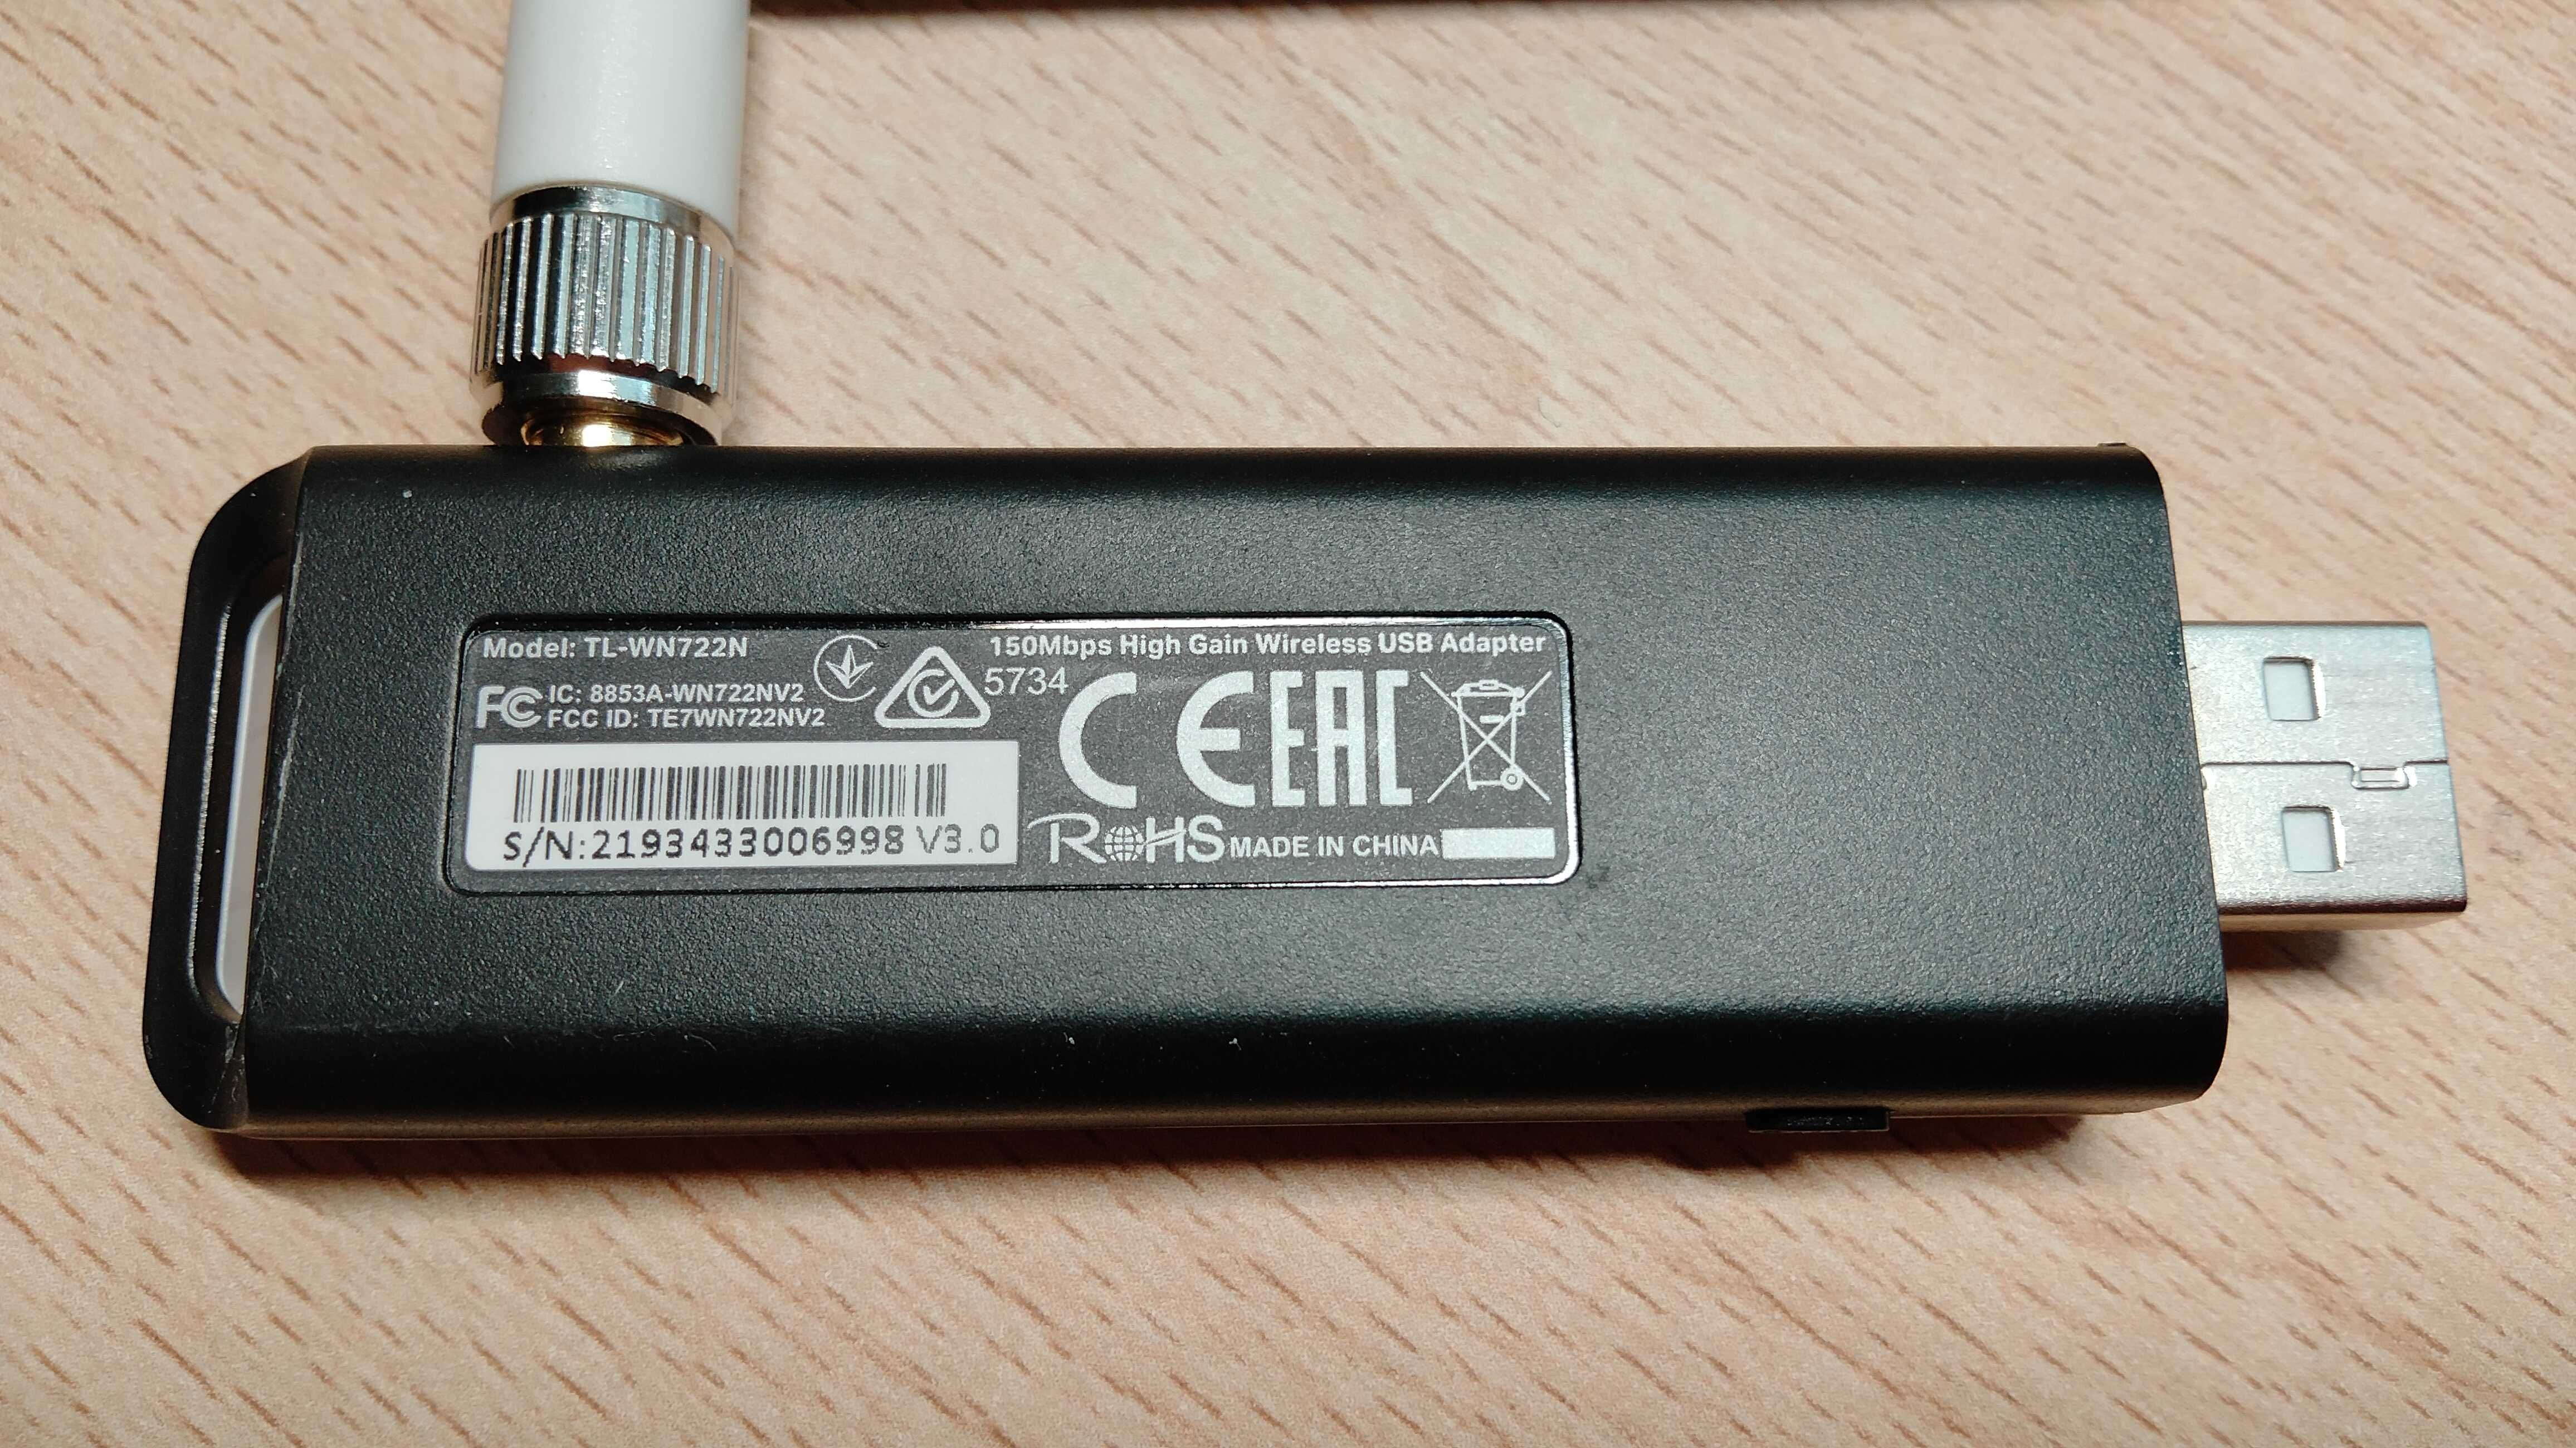 Model: TL-WN722N
150Mbps High Gain Wireless USB Adapter
FC IC: 8853A-WN722NV2
FCC ID: TE7WN722NV2
5734
CE EAC
S/N:2193433006998 V3.0
RoHS MADE IN CHINA